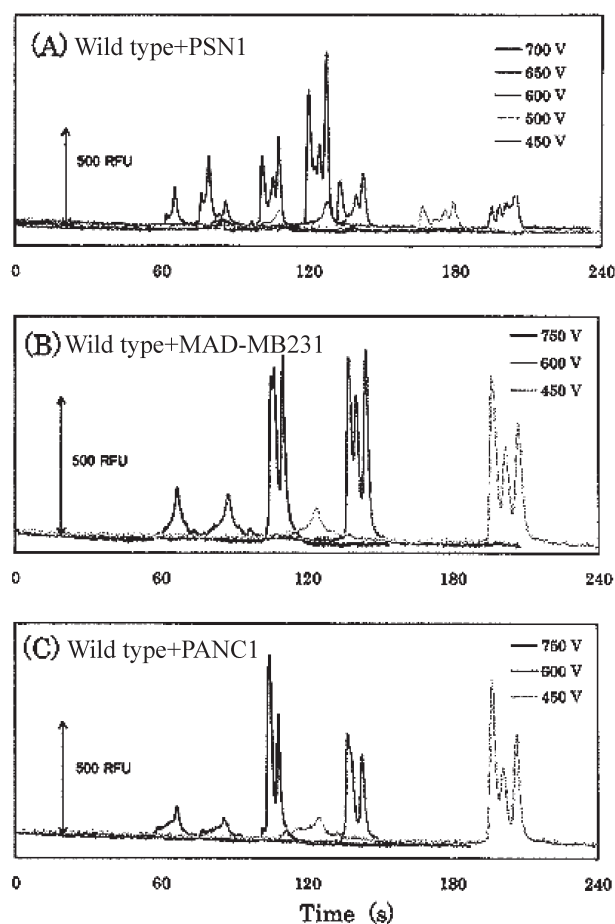 (A) Wild type+PSN1
700 V
650 V
600 V
500 V
450 V
500 RFU
0 60 120 180 240
(B) Wild type+MAD-MB231
750 V
600 V
450 V
500 RFU
0 60 120 180 240
(C) Wild type+PANC1
750 V
600 V
450 V
500 RFU
0 60 120 180 240
Time (s)